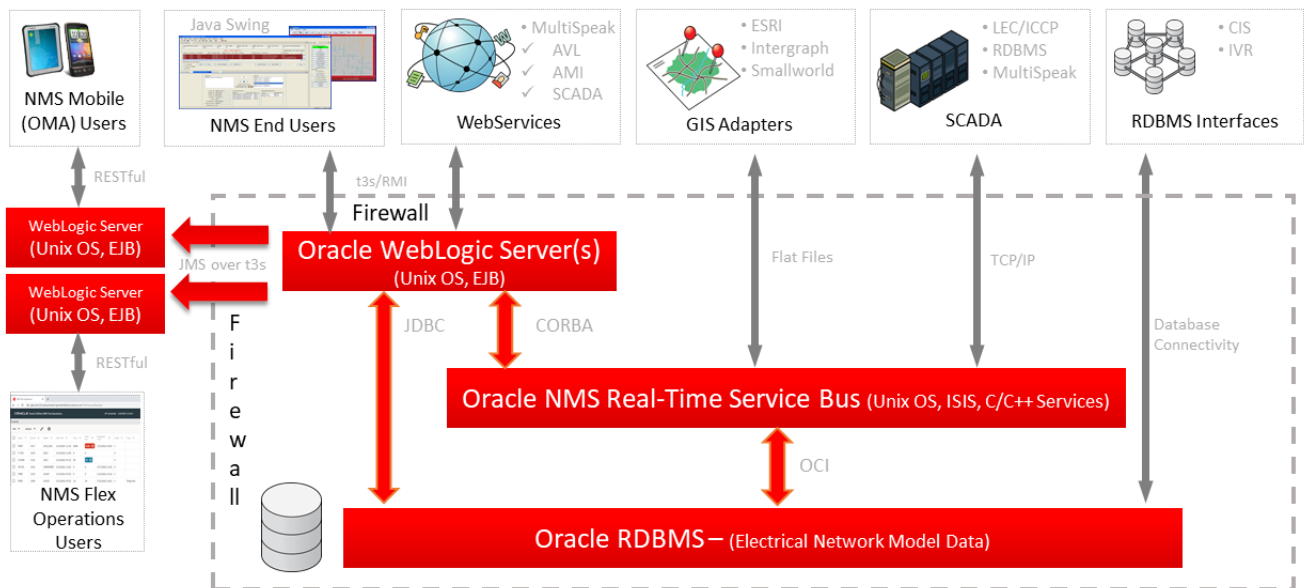 Java Swing
• MultiSpeak
✓ AVL
✓ AMI
✓ SCADA
• ESRI
• Intergraph
• Smallworld
• LEC/ICCP
• RDBMS
• MultiSpeak
• CIS
• IVR
NMS Mobile
(OMA) Users
NMS End Users
WebServices
GIS Adapters
SCADA
RDBMS Interfaces
RESTful
t3s/RMI
Firewall
WebLogic Server
(Unix OS, EJB)
JMS over t3s
WebLogic Server
(Unix OS, EJB)
Oracle WebLogic Server(s)
(Unix OS, EJB)
Flat Files
TCP/IP
Database
Connectivity
JDBC
CORBA
F
i
r
e
w
a
l
l
RESTful
Oracle NMS Real-Time Service Bus (Unix OS, ISIS, C/C++ Services)
OCI
ORACLE
NMS Flex
Operations
Users
Oracle RDBMS – (Electrical Network Model Data)